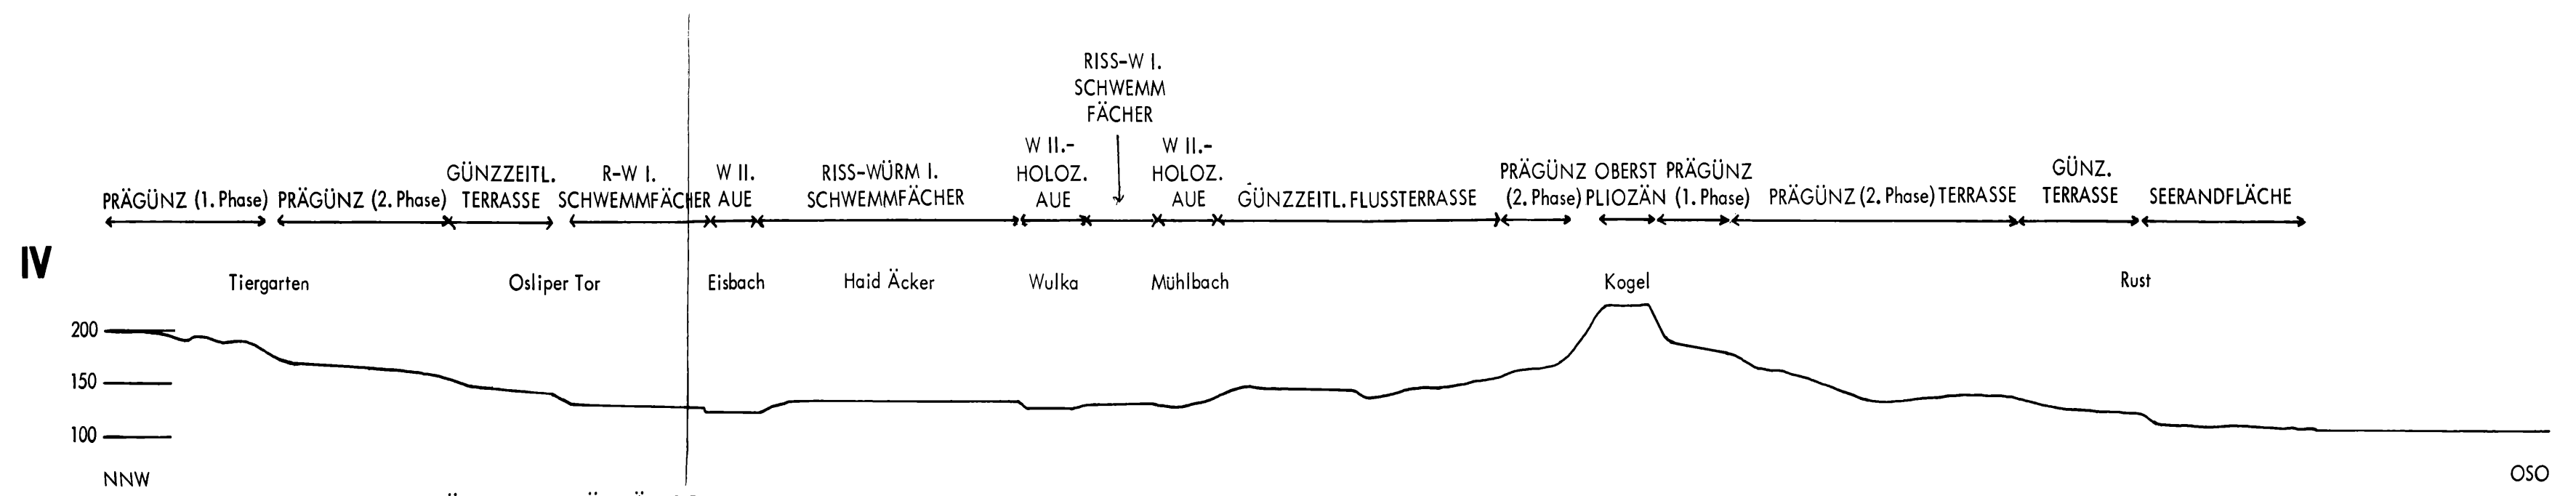 RISS-W I.
SCHWEMM
FÄCHER
PRÄGÜNZ (1. Phase)
PRÄGÜNZ (2. Phase)
GÜNZZEITL.
TERRASSE
R-W I.
SCHWEMMFÄCHER
W II.
AUE
RISS-WÜRM I.
SCHWEMMFÄCHER
W II.-
HOLOZ.
AUE
W II.-
HOLOZ.
AUE
GÜNZZEITL. FLUSSTERRASSE
PRÄGÜNZ
(2. Phase)
OBERST
PLIOZÄN
PRÄGÜNZ
(1. Phase)
PRÄGÜNZ (2. Phase) TERRASSE
GÜNZ.
TERRASSE
SEERANDFLÄCHE
IV
Tiergarten
Osliper Tor
Eisbach
Haid Äcker
Wulka
Mühlbach
Kogel
Rust
200
150
100
NNW
OSO